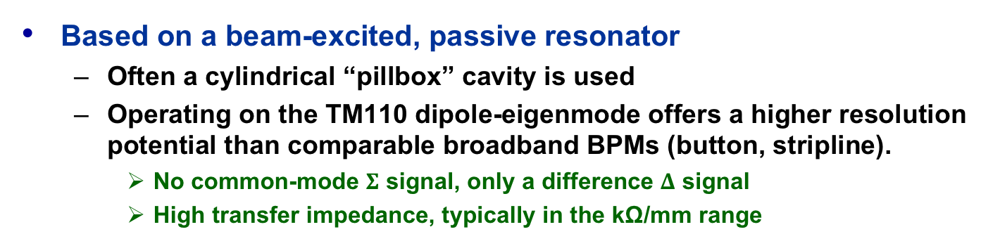 • Based on a beam-excited, passive resonator
– Often a cylindrical “pillbox” cavity is used
– Operating on the TM110 dipole-eigenmode offers a higher resolution
potential than comparable broadband BPMs (button, stripline).
➢ No common-mode Σ signal, only a difference Δ signal
➢ High transfer impedance, typically in the kΩ/mm range